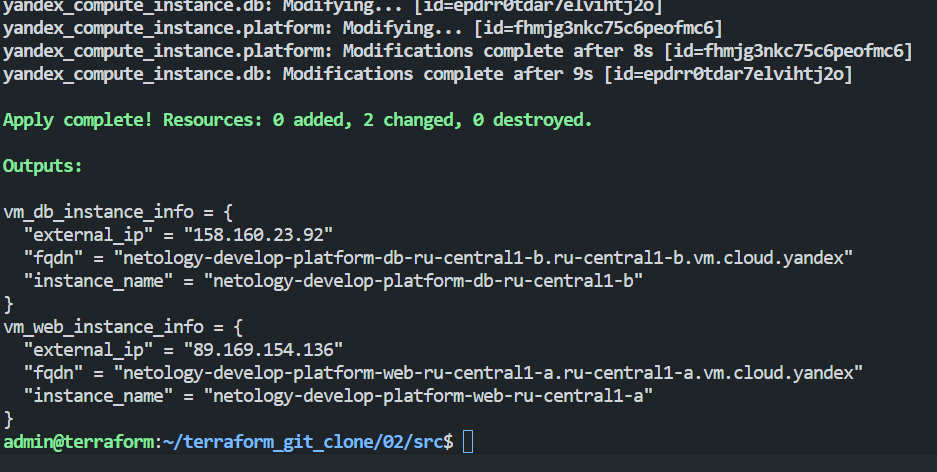 yandex_compute_instance.db: Modifying... [id=epdrr0tdar7elvihtj2o]
yandex_compute_instance.platform: Modifying... [id=fhmjg3nkc75c6peofmc6]
yandex_compute_instance.platform: Modifications complete after 8s [id=fhmjg3nkc75c6peofmc6]
yandex_compute_instance.db: Modifications complete after 9s [id=epdrr0tdar7elvihtj2o]
Apply complete! Resources: 0 added, 2 changed, 0 destroyed.
Outputs:
vm_db_instance_info = {
  "external_ip" = "158.160.23.92"
  "fqdn" = "netology-develop-platform-db-ru-central1-b.ru-central1-b.vm.cloud.yandex"
  "instance_name" = "netology-develop-platform-db-ru-central1-b"
}
vm_web_instance_info = {
  "external_ip" = "89.169.154.136"
  "fqdn" = "netology-develop-platform-web-ru-central1-a.ru-central1-a.vm.cloud.yandex"
  "instance_name" = "netology-develop-platform-web-ru-central1-a"
}
admin@terraform:~/terraform_git_clone/02/src$